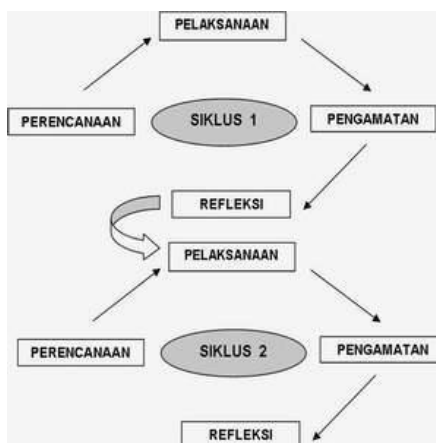 PELAKSANAAN
PERENCANAAN
SIKLUS 1
PENGAMATAN
REFLEKSI
PELAKSANAAN
PERENCANAAN
SIKLUS 2
PENGAMATAN
REFLEKSI